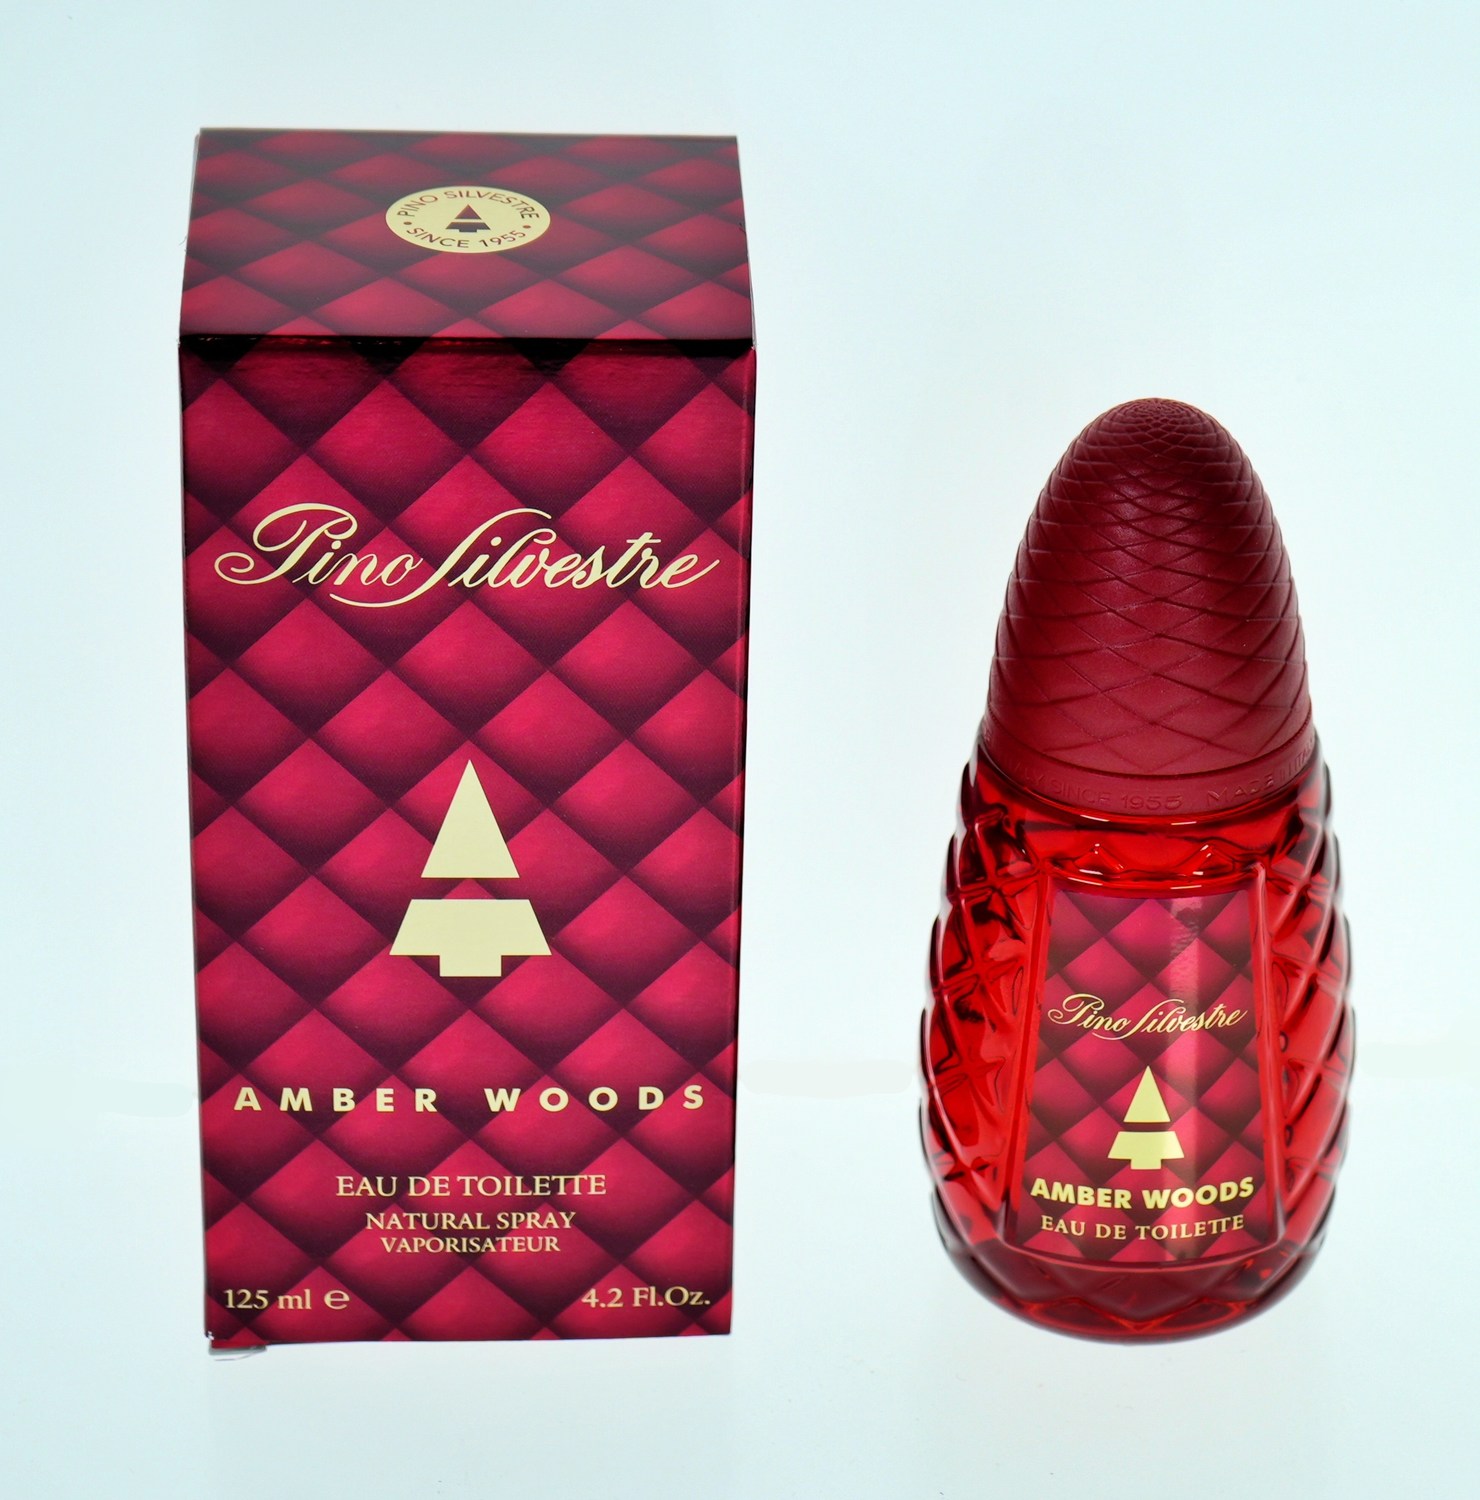 PINO SILVESTRE
• SINCE 1955 •
Pino Silvestre
AMBER WOODS
EAU DE TOILETTE
NATURAL SPRAY
VAPORISATEUR
125 ml ℮
4.2 Fl.Oz.
SINCE 1955 MADE
Pino Silvestre
AMBER WOODS
EAU DE TOILETTE